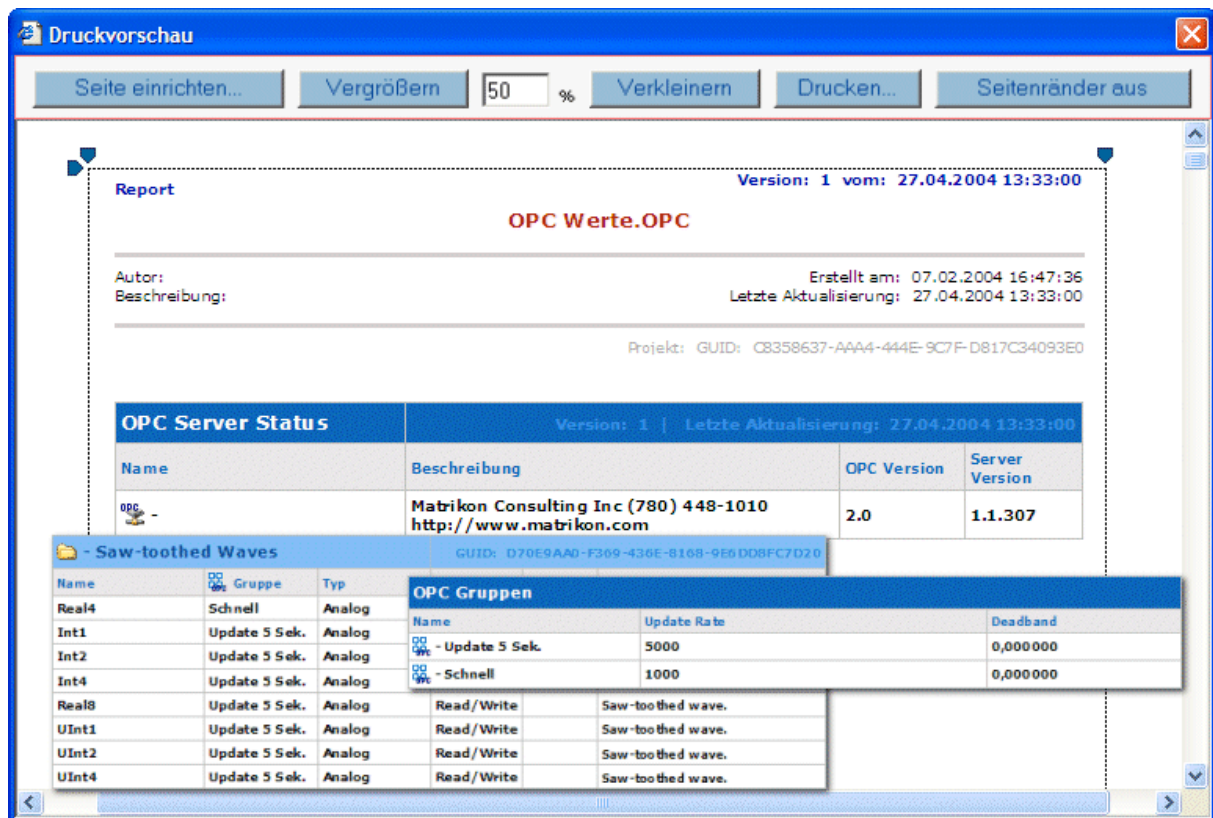 Druckvorschau
Seite einrichten... Vergrößern 50 % Verkleinern Drucken... Seitenränder aus
Report Version: 1 vom: 27.04.2004 13:33:00
OPC Werte.OPC
Autor: Erstellt am: 07.02.2004 16:47:36
Beschreibung: Letzte Aktualisierung: 27.04.2004 13:33:00
Projekt: GUID: C8358637-AAA4-444E-9C7F-D817C34093E0
OPC Server Status Version: 1 | Letzte Aktualisierung: 27.04.2004 13:33:00
Name Beschreibung OPC Version Server Version
OPC - Matrikon Consulting Inc (780) 448-1010 2.0 1.1.307
http://www.matrikon.com
- Saw-toothed Waves GUID: D70E9AA0-F369-436E-8168-9E6DD8FC7D20
Name Gruppe Typ
Real4 Schnell Analog
Int1 Update 5 Sek. Analog
Int2 Update 5 Sek. Analog
Int4 Update 5 Sek. Analog
Real8 Update 5 Sek. Analog Read/Write Saw-toothed wave.
UInt1 Update 5 Sek. Analog Read/Write Saw-toothed wave.
UInt2 Update 5 Sek. Analog Read/Write Saw-toothed wave.
UInt4 Update 5 Sek. Analog Read/Write Saw-toothed wave.
OPC Gruppen
Name Update Rate Deadband
- Update 5 Sek. 5000 0,000000
- Schnell 1000 0,000000